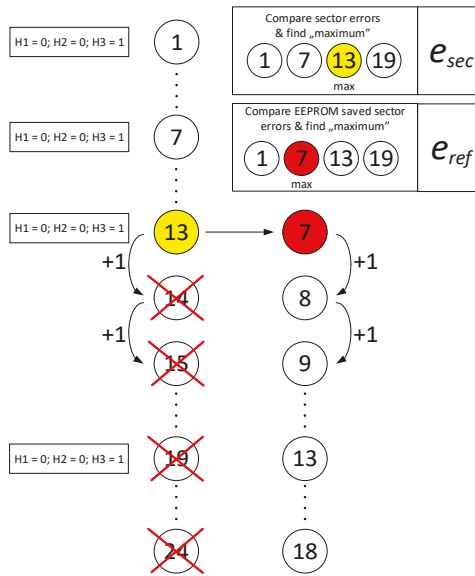 H1 = 0; H2 = 0; H3 = 1
1
Compare sector errors
& find „maximum"
1 7 13 19
max
e_sec
H1 = 0; H2 = 0; H3 = 1
7
Compare EEPROM saved sector
errors & find „maximum"
1 7 13 19
max
e_ref
H1 = 0; H2 = 0; H3 = 1
13
7
+1
+1
14
8
+1
+1
15
9
H1 = 0; H2 = 0; H3 = 1
19
13
24
18